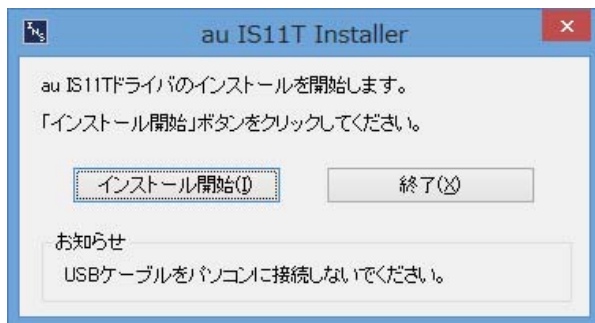 INS
au IS11T Installer
au IS11Tドライバのインストールを開始します。
「インストール開始」ボタンをクリックしてください。
インストール開始(I)
終了(X)
お知らせ
USBケーブルをパソコンに接続しないでください。